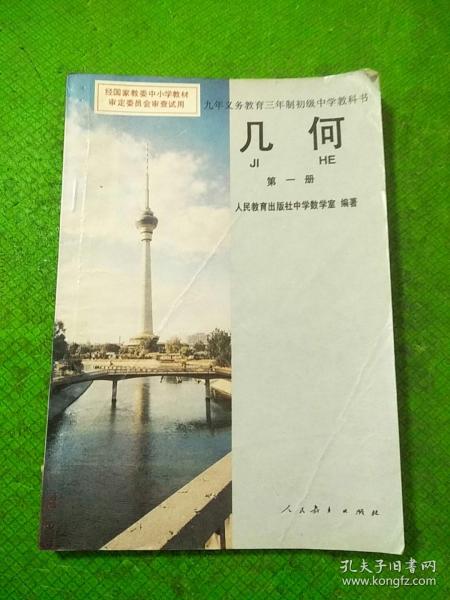 经国家教委中小学教材
审定委员会审查试用
九年义务教育三年制初级中学教科书
几何
JI HE
第一册
人民教育出版社中学数学室 编著
人民教育出版社
孔夫子旧书网
www.kongfz.com